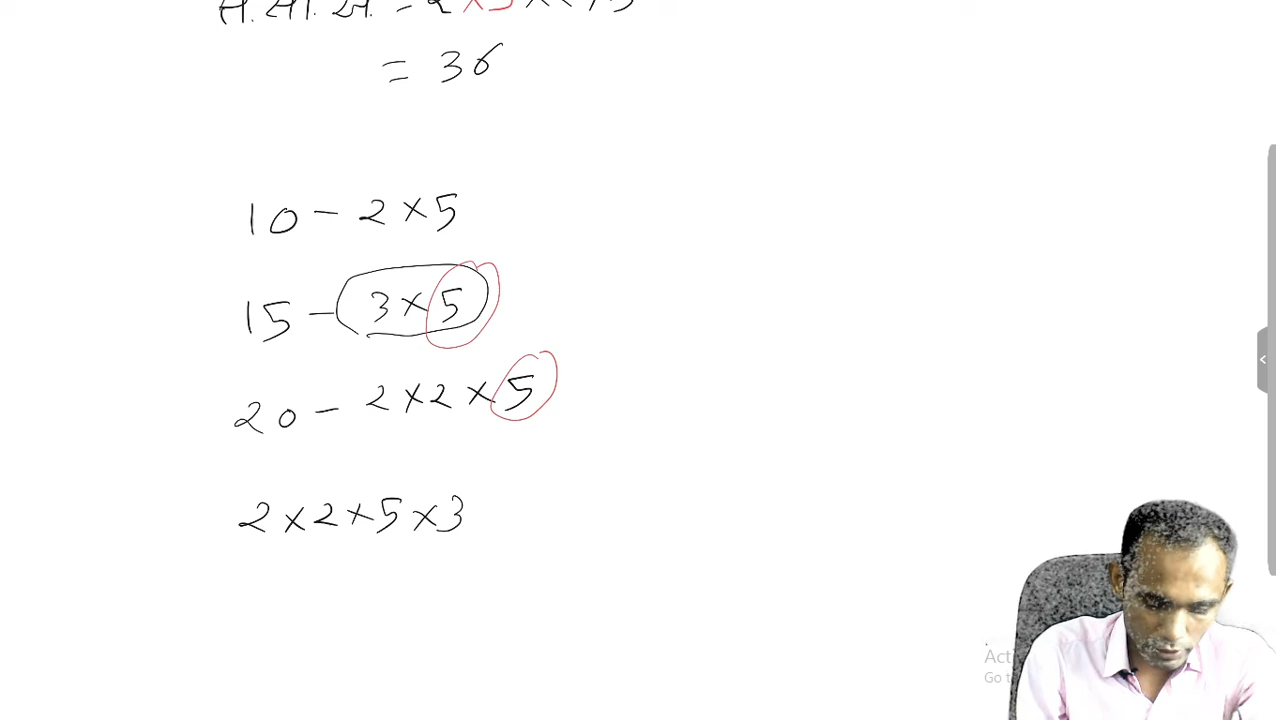 = 36
10 - 2 × 5
15 - 3 × 5
20 - 2 × 2 × 5
2 × 2 × 5 × 3